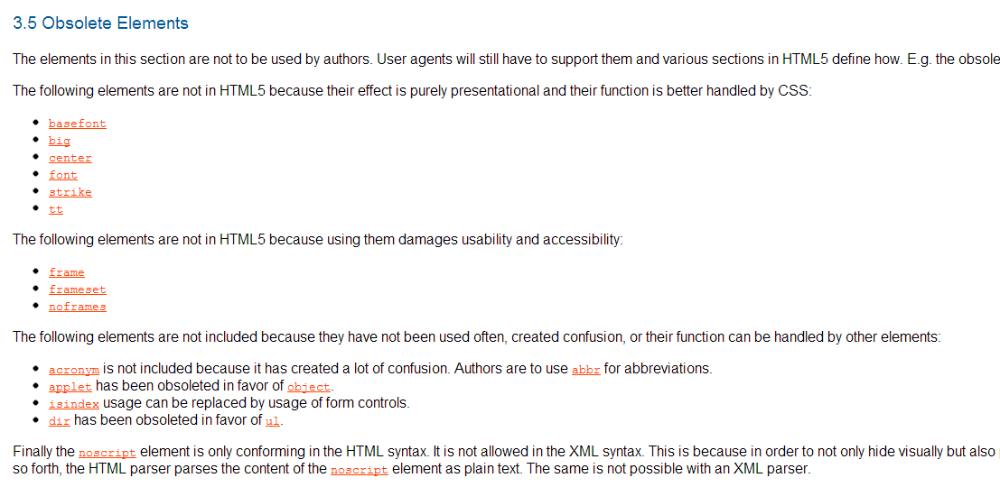 3.5 Obsolete Elements
The elements in this section are not to be used by authors. User agents will still have to support them and various sections in HTML5 define how. E.g. the obsole
The following elements are not in HTML5 because their effect is purely presentational and their function is better handled by CSS:
basefont
big
center
font
strike
tt
The following elements are not in HTML5 because using them damages usability and accessibility:
frame
frameset
noframes
The following elements are not included because they have not been used often, created confusion, or their function can be handled by other elements:
acronym is not included because it has created a lot of confusion. Authors are to use abbr for abbreviations.
applet has been obsoleted in favor of object.
isindex usage can be replaced by usage of form controls.
dir has been obsoleted in favor of ul.
Finally the noscript element is only conforming in the HTML syntax. It is not allowed in the XML syntax. This is because in order to not only hide visually but also
so forth, the HTML parser parses the content of the noscript element as plain text. The same is not possible with an XML parser.